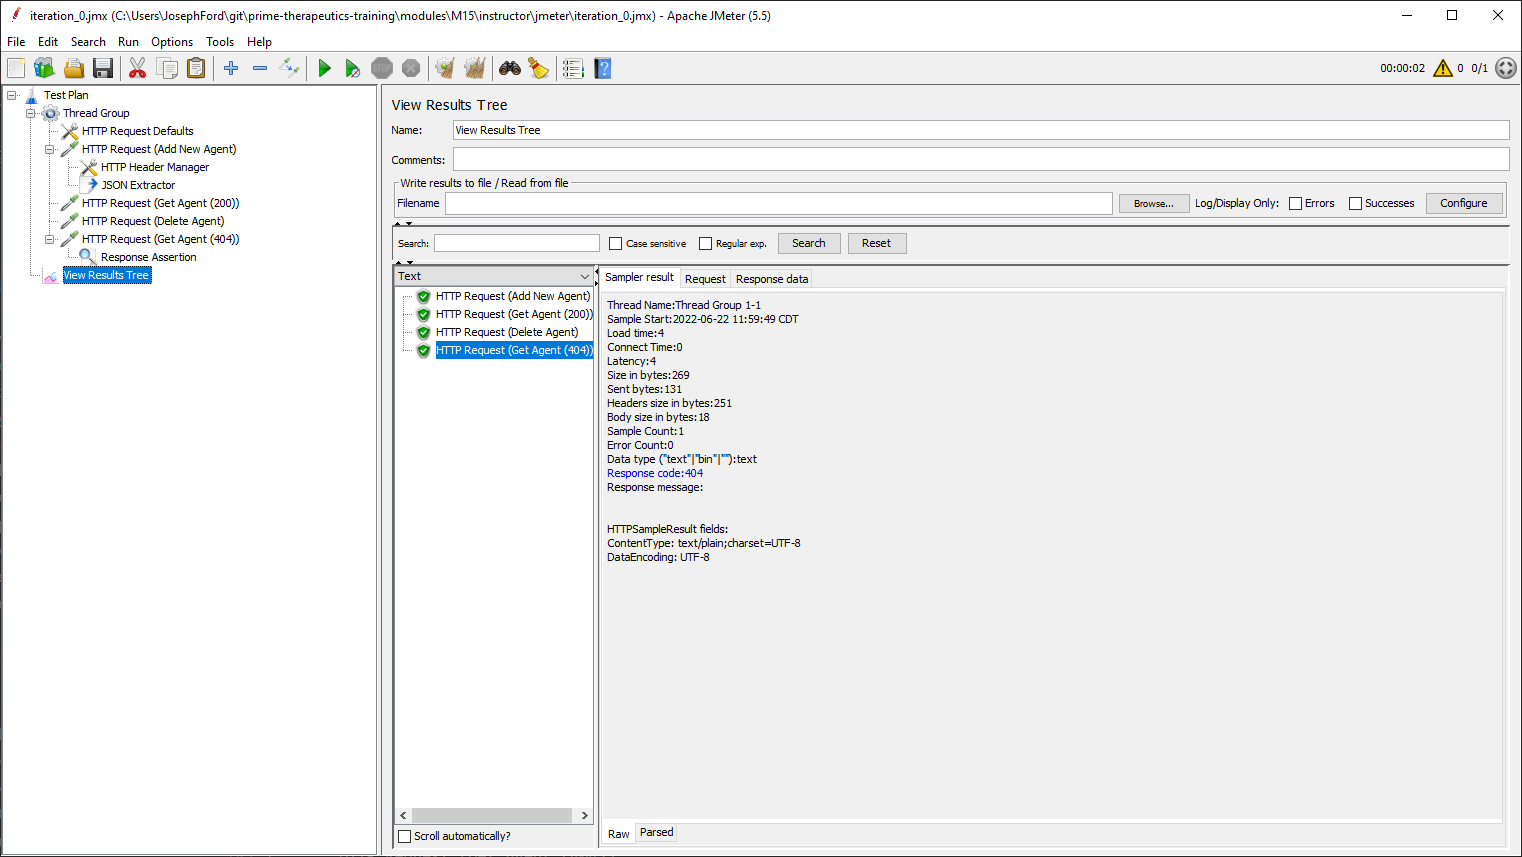 iteration_0.jmx (C:\Users\JosephFord\git\prime-therapeutics-training\modules\M15\instructor\jmeter\iteration_0.jmx) - Apache JMeter (5.5)
File Edit Search Run Options Tools Help
00:00:02 0 0/1
Test Plan
Thread Group
HTTP Request Defaults
HTTP Request (Add New Agent)
HTTP Header Manager
JSON Extractor
HTTP Request (Get Agent (200))
HTTP Request (Delete Agent)
HTTP Request (Get Agent (404))
Response Assertion
View Results Tree
View Results Tree
Name: View Results Tree
Comments:
Write results to file / Read from file
Filename Browse... Log/Display Only: Errors Successes Configure
Search: Case sensitive Regular exp. Search Reset
Text
HTTP Request (Add New Agent)
HTTP Request (Get Agent (200))
HTTP Request (Delete Agent)
HTTP Request (Get Agent (404))
Scroll automatically?
Sampler result Request Response data
Thread Name:Thread Group 1-1
Sample Start:2022-06-22 11:59:49 CDT
Load time:4
Connect Time:0
Latency:4
Size in bytes:269
Sent bytes:131
Headers size in bytes:251
Body size in bytes:18
Sample Count:1
Error Count:0
Data type ("text"|"bin"|""):text
Response code:404
Response message:
HTTPSampleResult fields:
ContentType: text/plain;charset=UTF-8
DataEncoding: UTF-8
Raw Parsed